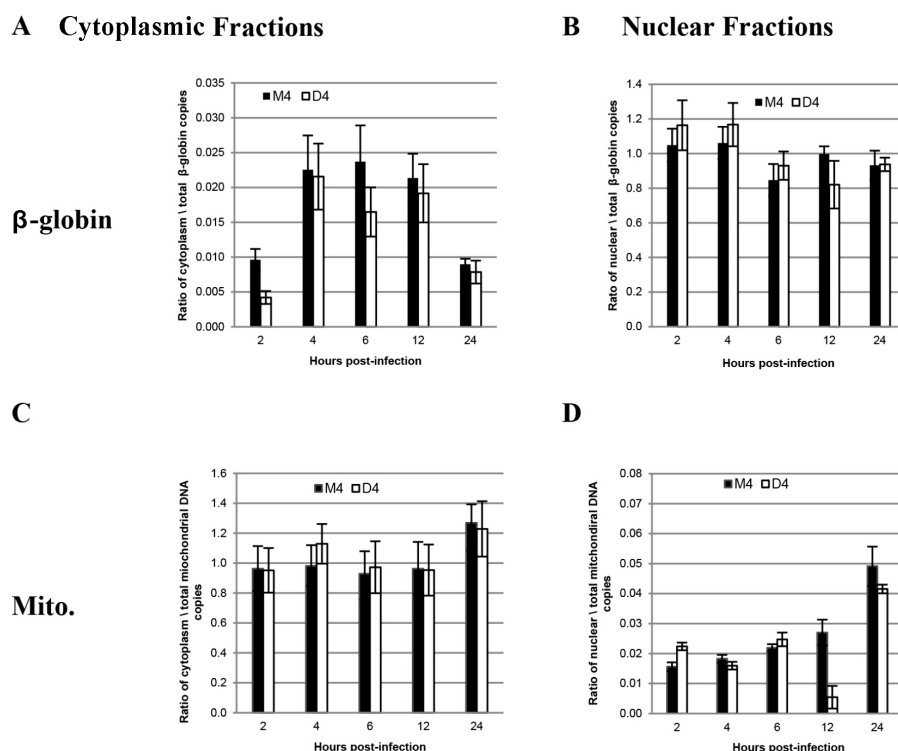 A Cytoplasmic Fractions
B Nuclear Fractions
β-globin
Ratio of cytoplasm \ total β-globin copies
0.035
0.030
0.025
0.020
0.015
0.010
0.005
0.000
M4 D4
2 4 6 12 24
Hours post-infection
Rato of nuclear \ total β-globin copies
1.4
1.2
1.0
0.8
0.6
0.4
0.2
0.0
M4 D4
2 4 6 12 24
Hours post-infection
C
D
Mito.
Ratio of cytoplasm \ total miochondrial DNA
copies
1.6
1.4
1.2
1.0
0.8
0.6
0.4
0.2
0.0
M4 D4
2 4 6 12 24
Hours post-infection
Ratio of nuclear \ total mitchondiral DNA
copies
0.08
0.07
0.06
0.05
0.04
0.03
0.02
0.01
0.00
M4 D4
2 4 6 12 24
Hours post-infection